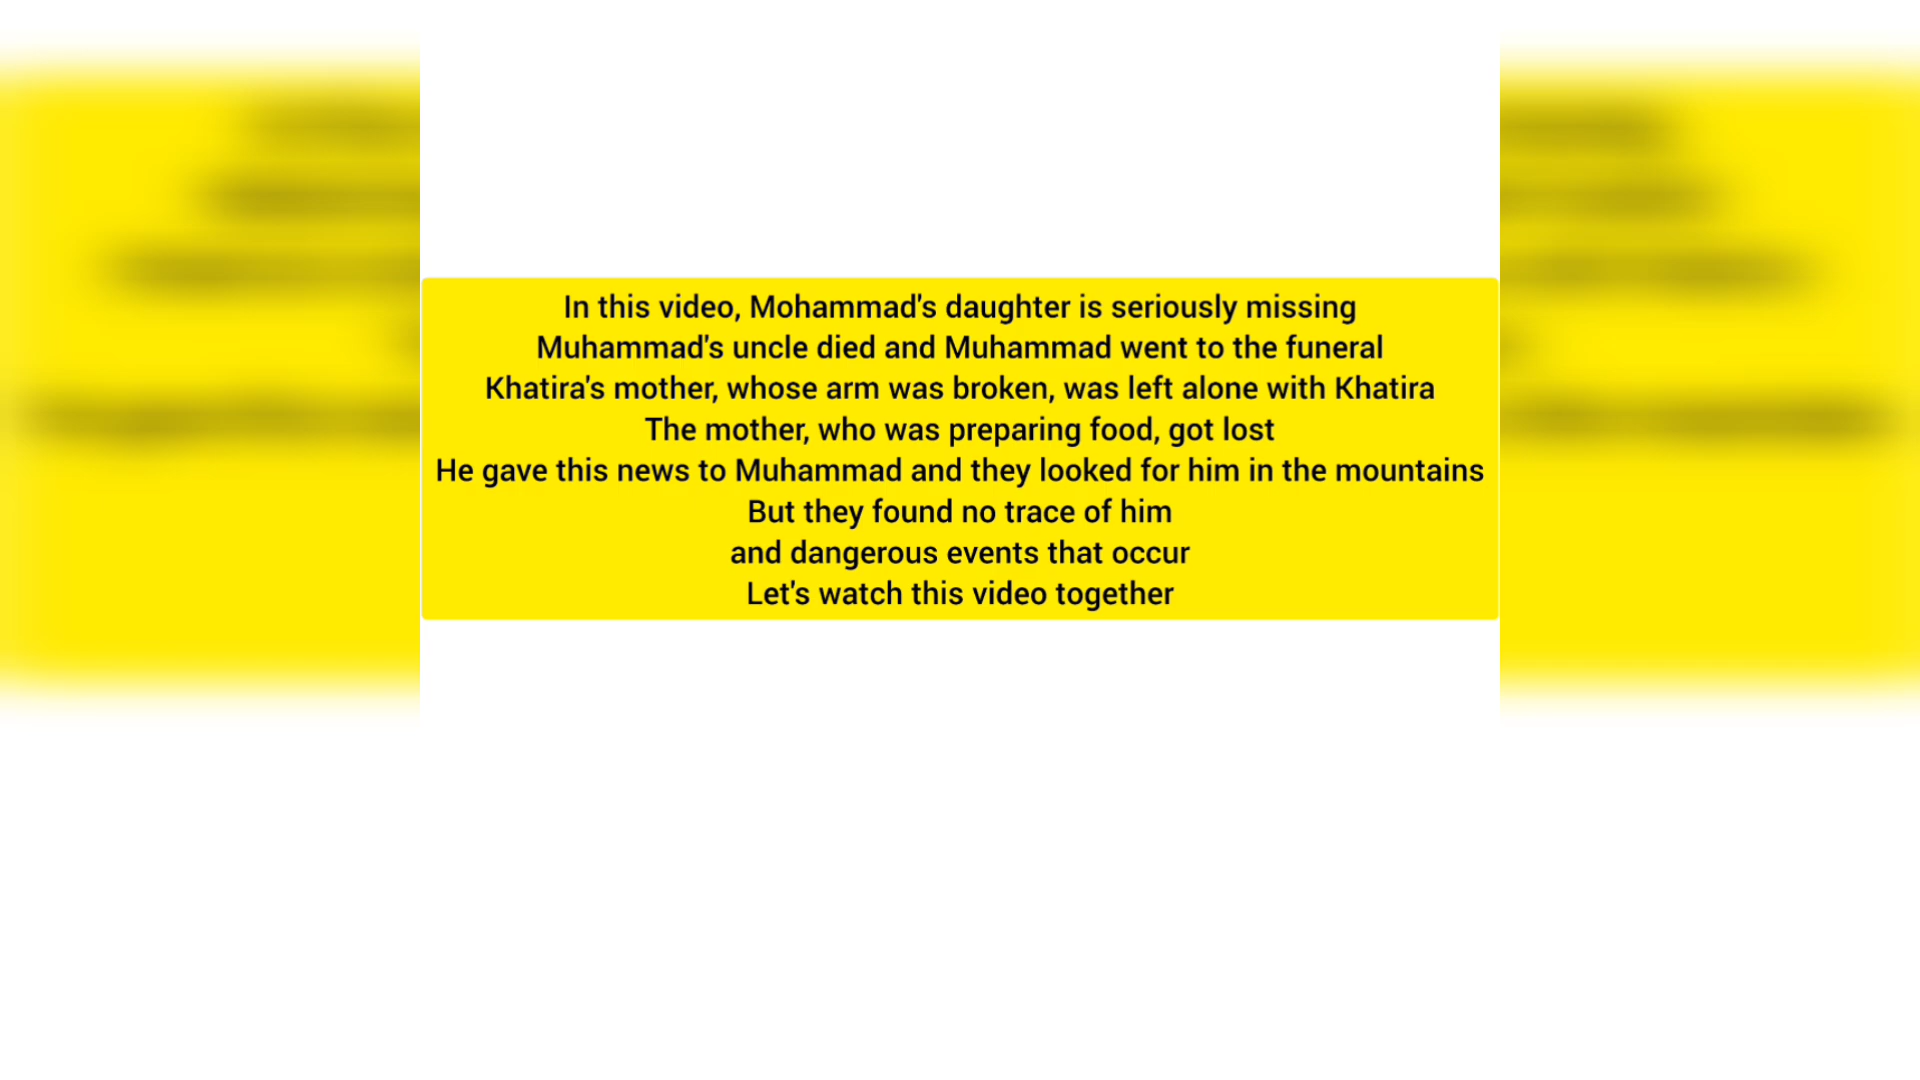 In this video, Mohammad's daughter is seriously missing
Muhammad's uncle died and Muhammad went to the funeral
Khatira's mother, whose arm was broken, was left alone with Khatira
The mother, who was preparing food, got lost
He gave this news to Muhammad and they looked for him in the mountains
But they found no trace of him
and dangerous events that occur
Let's watch this video together